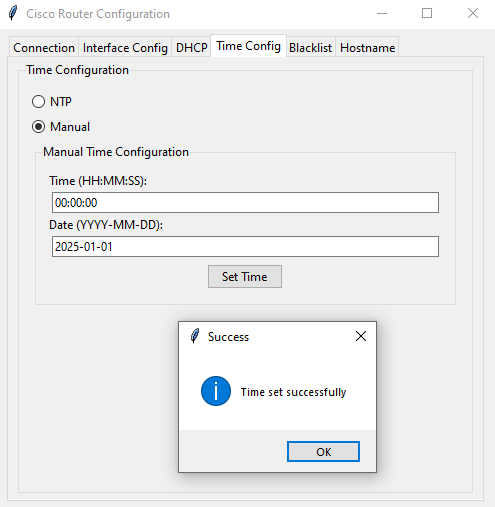 Cisco Router Configuration
Connection Interface Config DHCP Time Config Blacklist Hostname
Time Configuration
NTP
Manual
Manual Time Configuration
Time (HH:MM:SS):
00:00:00
Date (YYYY-MM-DD):
2025-01-01
Set Time
Success
Time set successfully
OK